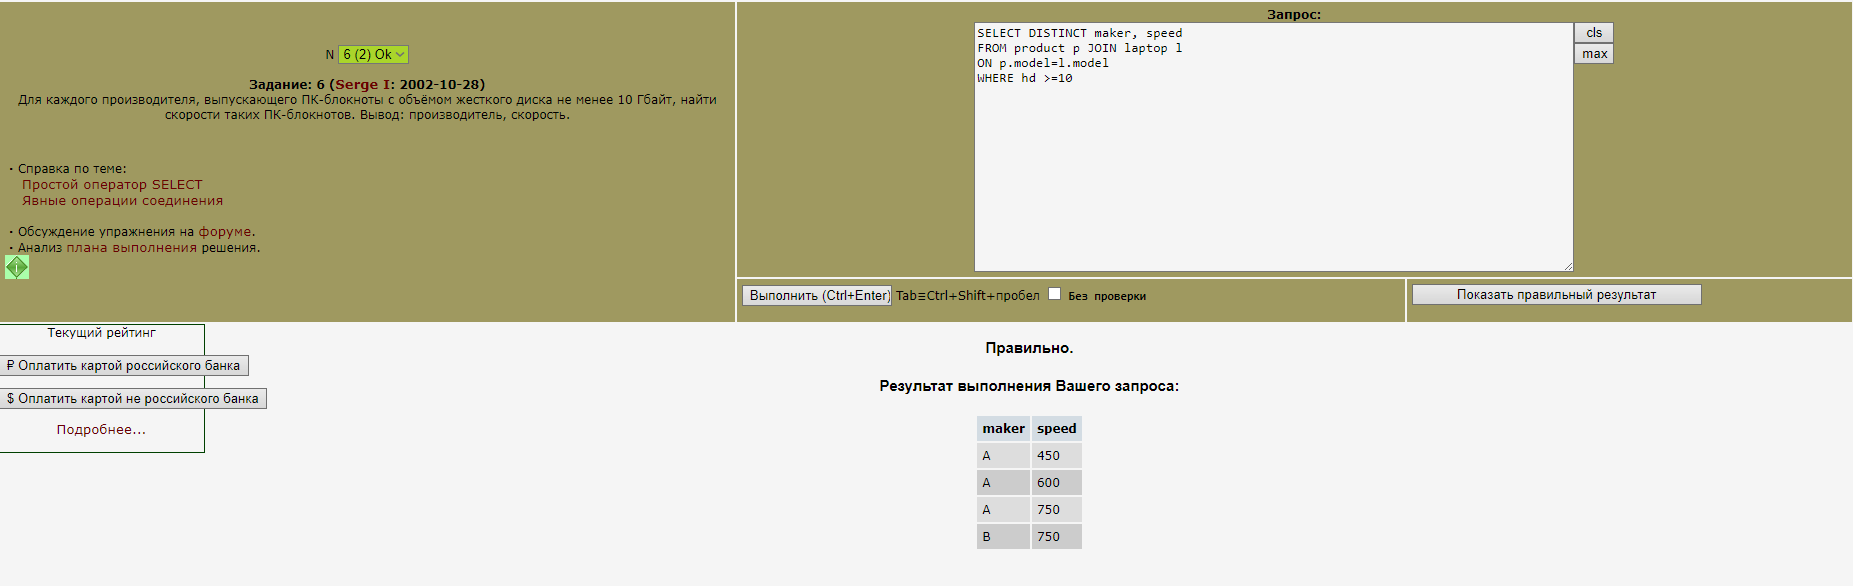 N 6 (2) Ok
Задание: 6 (Serge I: 2002-10-28)
Для каждого производителя, выпускающего ПК-блокноты с объёмом жесткого диска не менее 10 Гбайт, найти
скорости таких ПК-блокнотов. Вывод: производитель, скорость.
· Справка по теме:
Простой оператор SELECT
Явные операции соединения
· Обсуждение упражнения на форуме.
· Анализ плана выполнения решения.
i
Запрос:
SELECT DISTINCT maker, speed
FROM product p JOIN laptop l
ON p.model=l.model
WHERE hd >=10
cls
max
Выполнить (Ctrl+Enter) Tab≡Ctrl+Shift+пробел Без проверки
Показать правильный результат
Текущий рейтинг
₽ Оплатить картой российского банка
$ Оплатить картой не российского банка
Подробнее...
Правильно.
Результат выполнения Вашего запроса:
maker speed
A 450
A 600
A 750
B 750